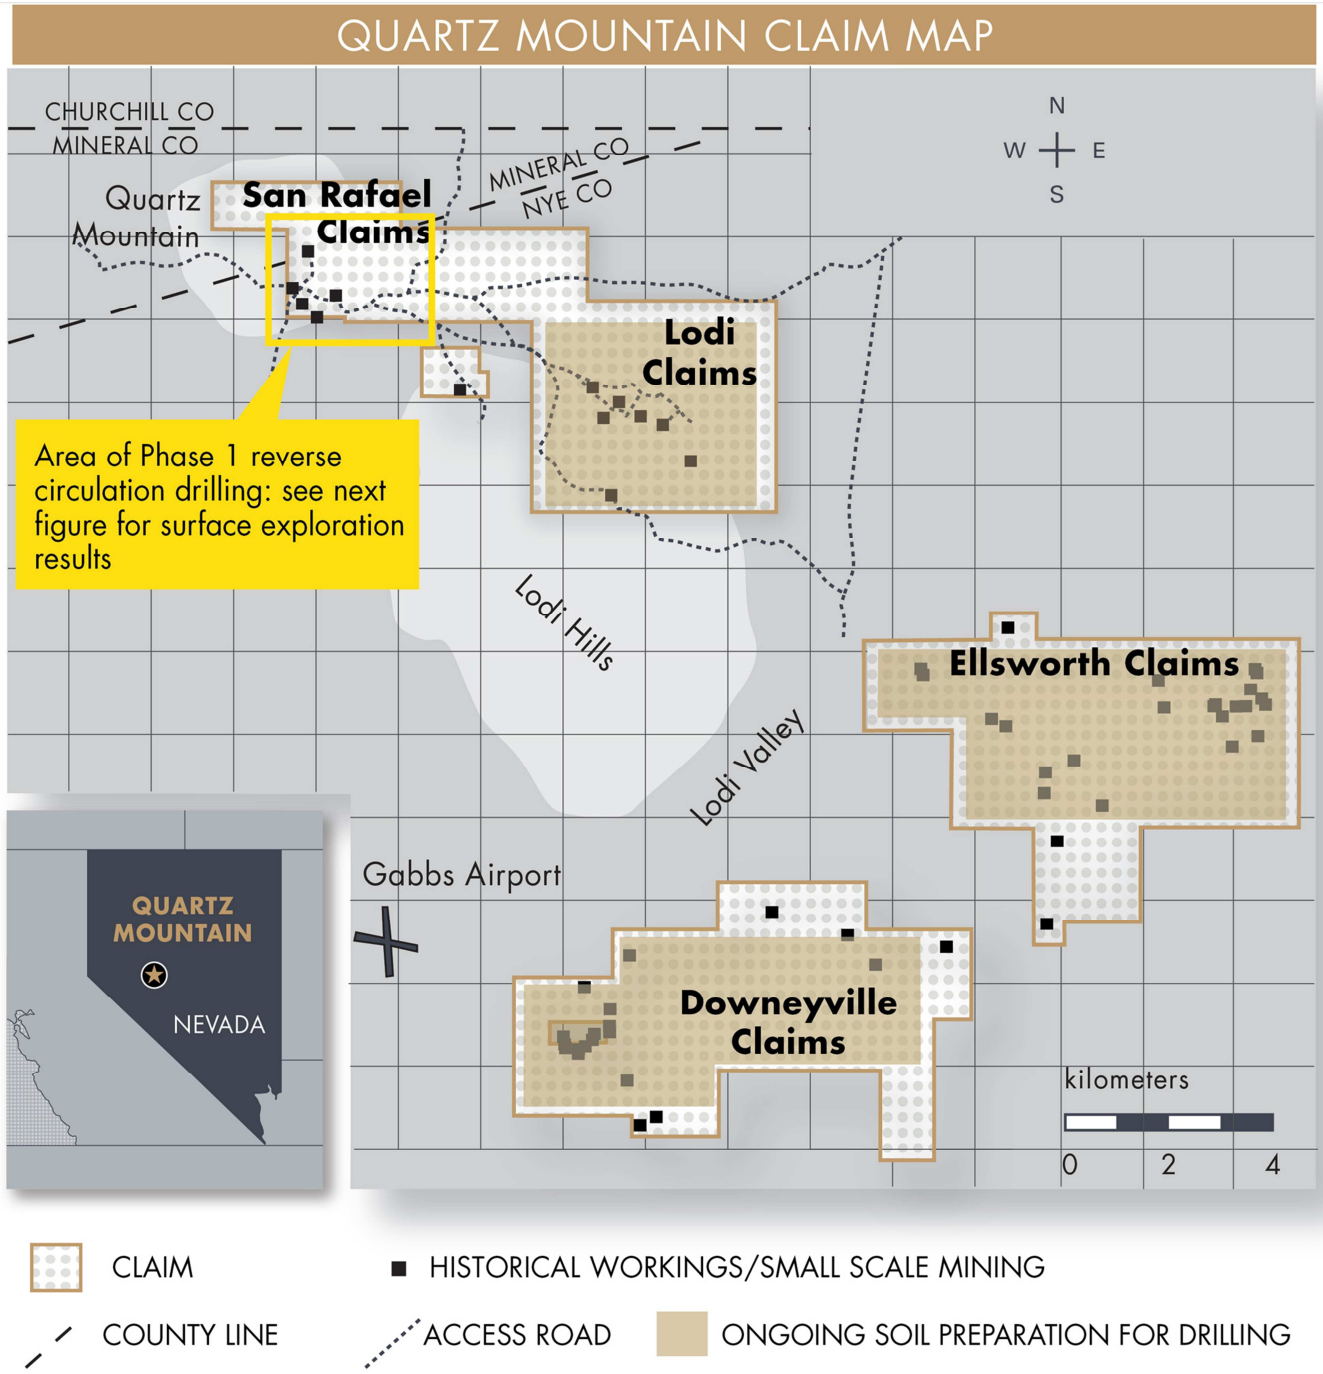 QUARTZ MOUNTAIN CLAIM MAP
CHURCHILL CO
MINERAL CO
N
W
E
S
MINERAL CO
NYE CO
Quartz
Mountain
San Rafael
Claims
Lodi
Claims
Area of Phase 1 reverse
circulation drilling: see next
figure for surface exploration
results
Lodi Hills
Ellsworth Claims
Lodi Valley
Gabbs Airport
QUARTZ
MOUNTAIN
NEVADA
Downeyville
Claims
kilometers
0 2 4
CLAIM
HISTORICAL WORKINGS/SMALL SCALE MINING
COUNTY LINE
ACCESS ROAD
ONGOING SOIL PREPARATION FOR DRILLING